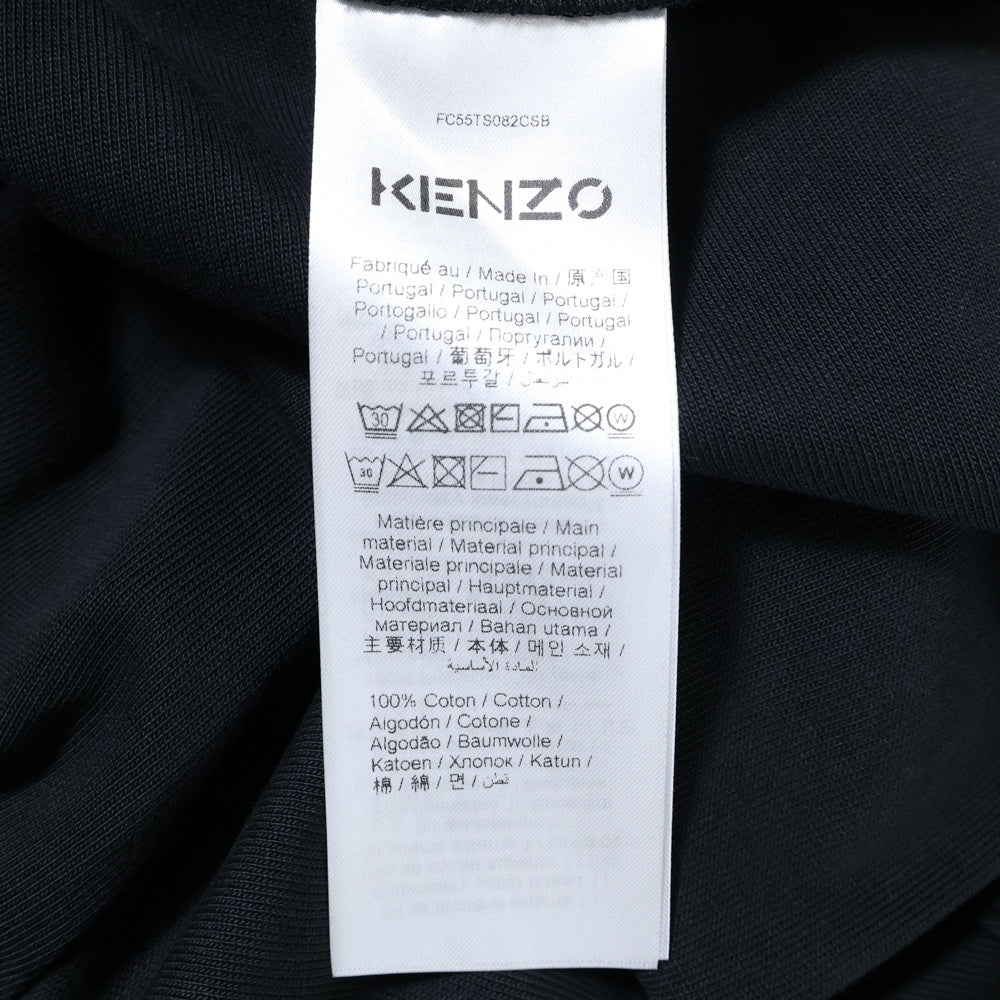 FC55TS082CSB
KENZO
Fabriqué au / Made In / 原产国
Portugal / Portugal / Portugal /
Portogallo / Portugal / Portugal
/ Portugal / Португалии /
Portugal / 葡萄牙 / ポルトガル /
포르투갈 /
30 W
30 W
Matière principale / Main
material / Material principal /
Materiale principale / Material
principal / Hauptmaterial /
Hoofdmateriaal / Основной
материал / Bahan utama /
主要材质 / 本体 / 메인 소재 /
المادة الأساسية
100% Coton / Cotton /
Algodón / Cotone /
Algodão / Baumwolle /
Katoen / Хлопок / Katun /
棉 / 綿 / 면 / قطن